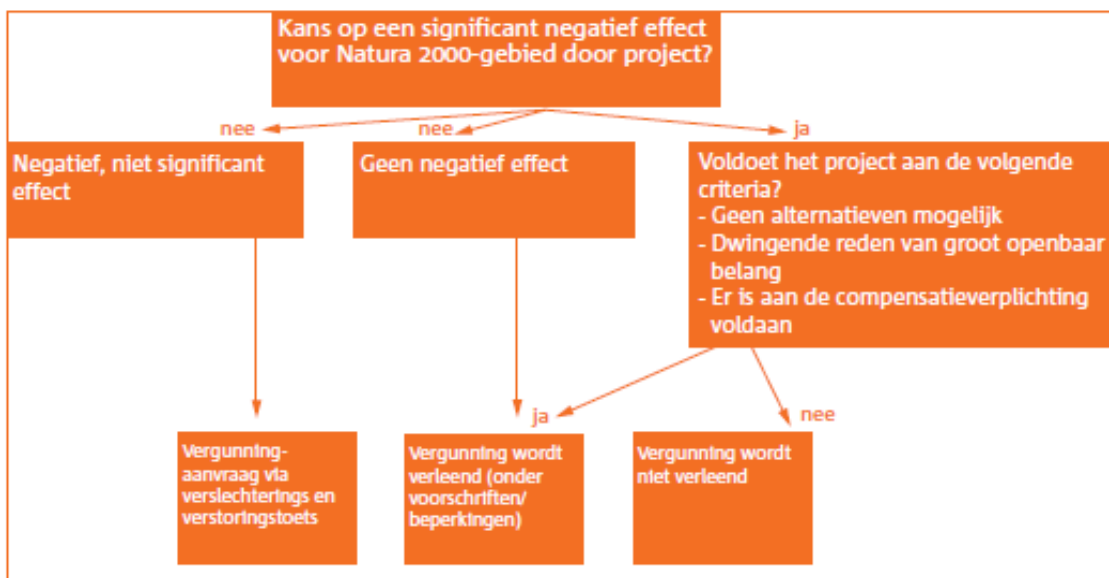 Kans op een significant negatief effect
voor Natura 2000-gebied door project?
nee
nee
ja
Negatief, niet significant
effect
Geen negatief effect
Voldoet het project aan de volgende
criteria?
- Geen alternatieven mogelijk
- Dwingende reden van groot openbaar
belang
- Er is aan de compensatieverplichting
voldaan
ja
nee
Vergunning-
aanvraag via
verslechterings en
verstoringstoets
Vergunning wordt
verleend (onder
voorschriften/
beperkingen)
Vergunning wordt
niet verleend